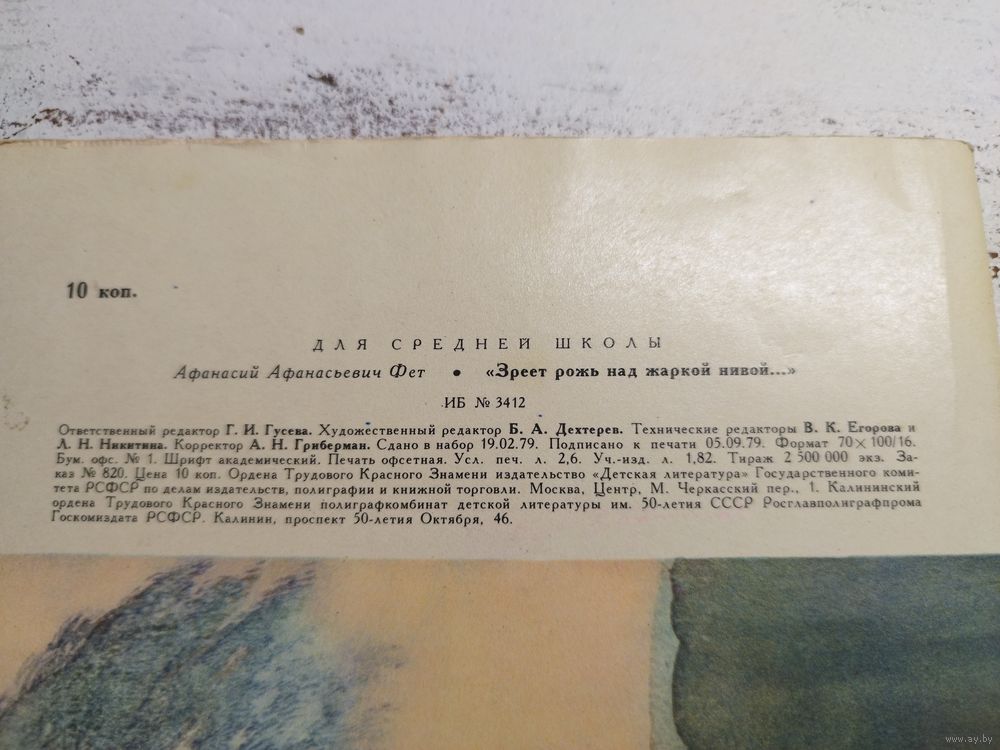 10 коп.
ДЛЯ СРЕДНЕЙ ШКОЛЫ
Афанасий Афанасьевич Фет • «Зреет рожь над жаркой нивой...»
ИБ № 3412
Ответственный редактор Г. И. Гусева. Художественный редактор Б. А. Дехтерев. Технические редакторы В. К. Егорова и
Л. Н. Никитина. Корректор А. Н. Гриберман. Сдано в набор 19.02.79. Подписано к печати 05.09.79. Формат 70×100/16.
Бум. офс. № 1. Шрифт академический. Печать офсетная. Усл. печ. л. 2,6. Уч.-изд. л. 1,82. Тираж 2 500 000 экз. За-
каз № 820. Цена 10 коп. Ордена Трудового Красного Знамени издательство «Детская литература» Государственного коми-
тета РСФСР по делам издательств, полиграфии и книжной торговли. Москва, Центр, М. Черкасский пер., 1. Калининский
ордена Трудового Красного Знамени полиграфкомбинат детской литературы им. 50-летия СССР Росглавполиграфпрома
Госкомиздата РСФСР. Калинин, проспект 50-летия Октября, 46.
www.ay.by